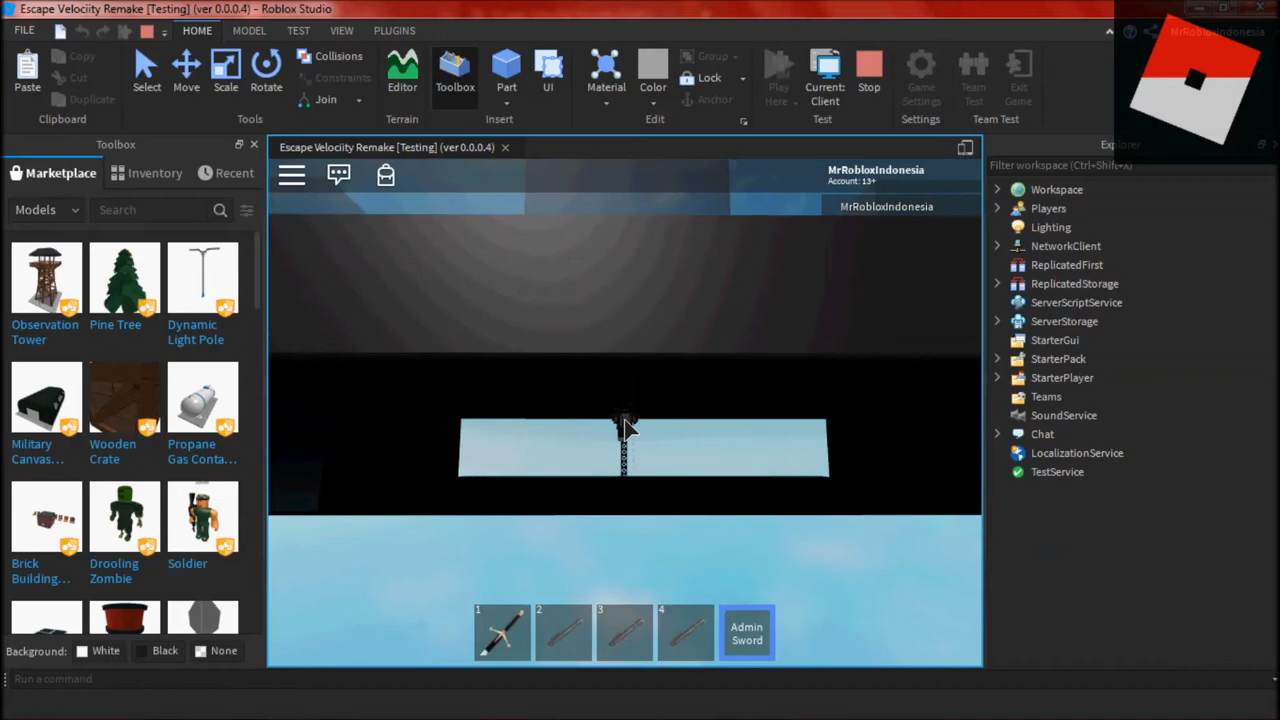 Escape Velociity Remake [Testing] (ver 0.0.0.4) - Roblox Studio
FILE
HOME MODEL TEST VIEW PLUGINS
MrRobloxIndonesia
Paste
Copy
Cut
Duplicate
Clipboard
Select Move Scale Rotate
Collisions
Constraints
Join
Tools
Editor
Terrain
Toolbox Part UI
Insert
Material Color
Group
Lock
Anchor
Edit
Play Here
Current: Client
Stop
Test
Game Settings
Settings
Team Test
Exit Game
Team Test
Toolbox
Marketplace Inventory Recent
Models Search
Observation Tower
Pine Tree
Dynamic Light Pole
Military Canvas...
Wooden Crate
Propane Gas Conta...
Brick Building...
Drooling Zombie
Soldier
Background: White Black None
Run a command
Escape Velociity Remake [Testing] (ver 0.0.0.4)
MrRobloxIndonesia
Account: 13+
MrRobloxIndonesia
1 2 3 4
Admin
Sword
Explorer
Filter workspace (Ctrl+Shift+X)
Workspace
Players
Lighting
NetworkClient
ReplicatedFirst
ReplicatedStorage
ServerScriptService
ServerStorage
StarterGui
StarterPack
StarterPlayer
Teams
SoundService
Chat
LocalizationService
TestService